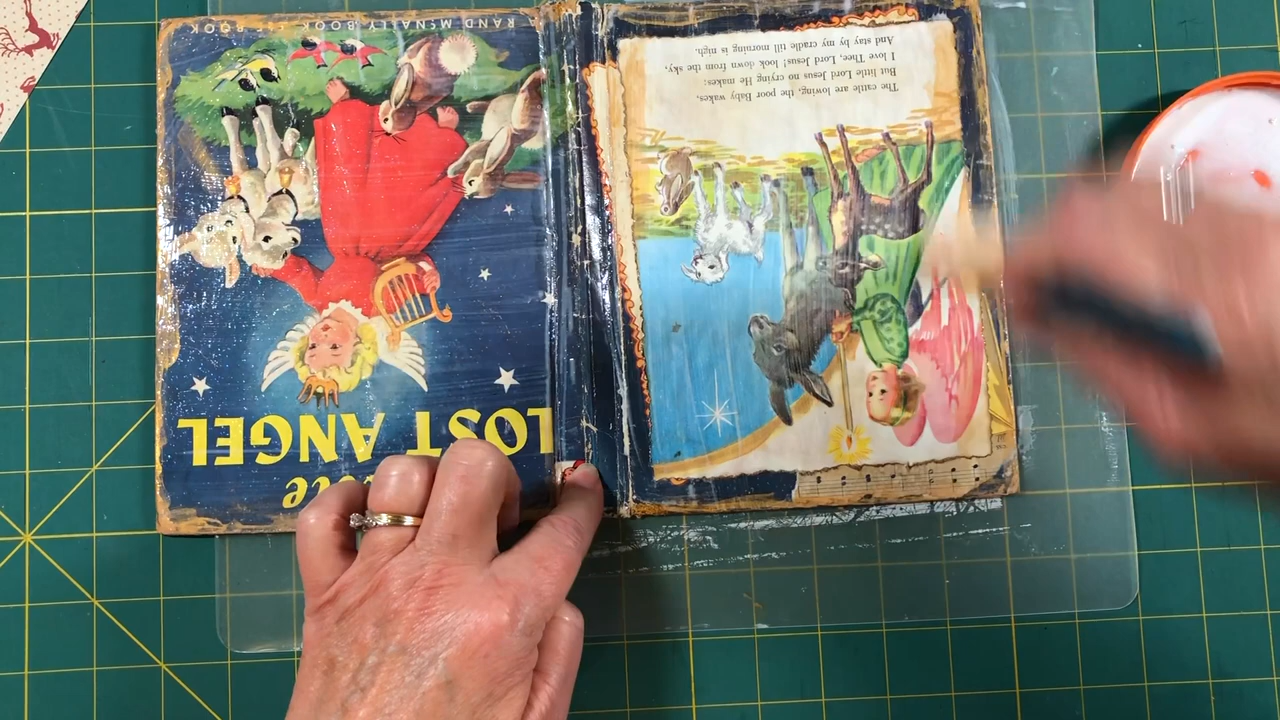 LOST ANGEL
RAND McNALLY BOOK
The cattle are lowing, the poor Baby wakes,
But little Lord Jesus no crying He makes;
I love Thee, Lord Jesus! look down from the sky,
And stay by my cradle till morning is nigh.